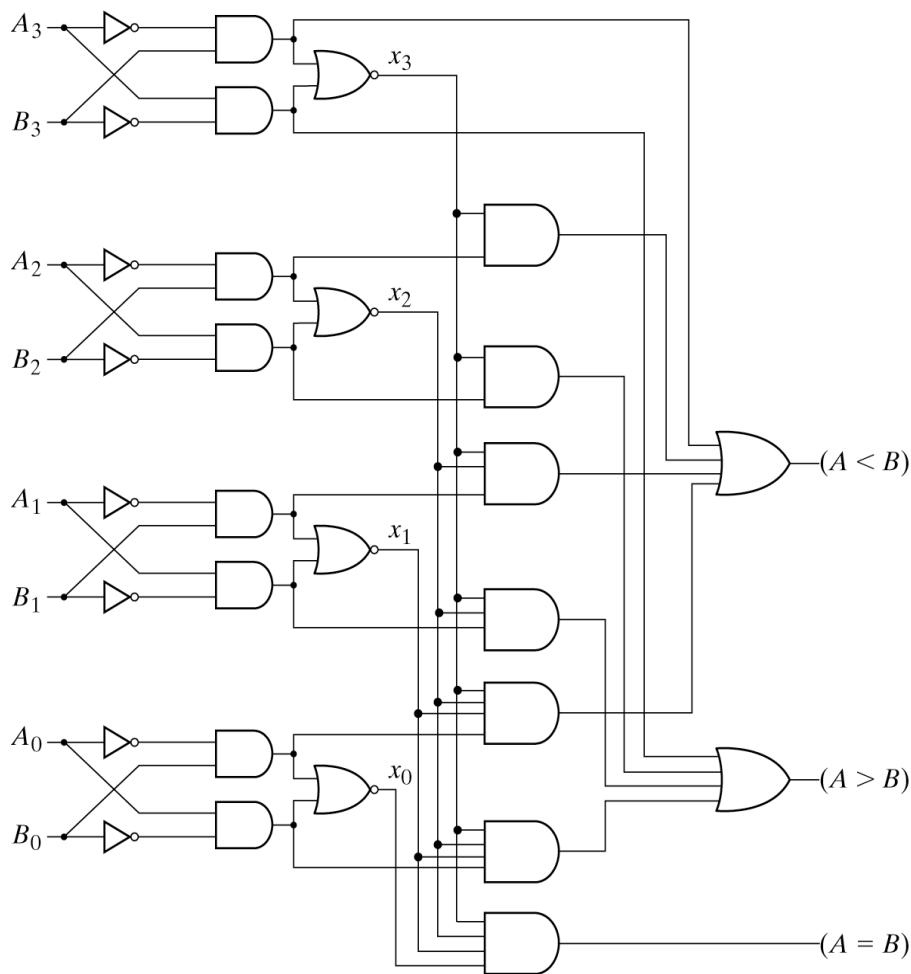 A3
x3
B3
A2
x2
B2
(A < B)
A1
x1
B1
A0
x0
(A > B)
B0
(A = B)